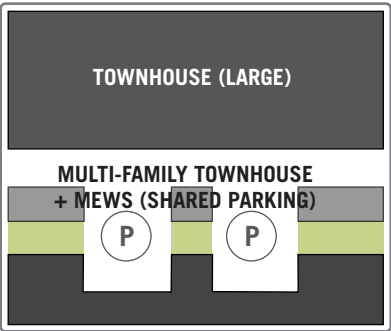 TOWNHOUSE (LARGE)
MULTI-FAMILY TOWNHOUSE
+ MEWS (SHARED PARKING)
P P